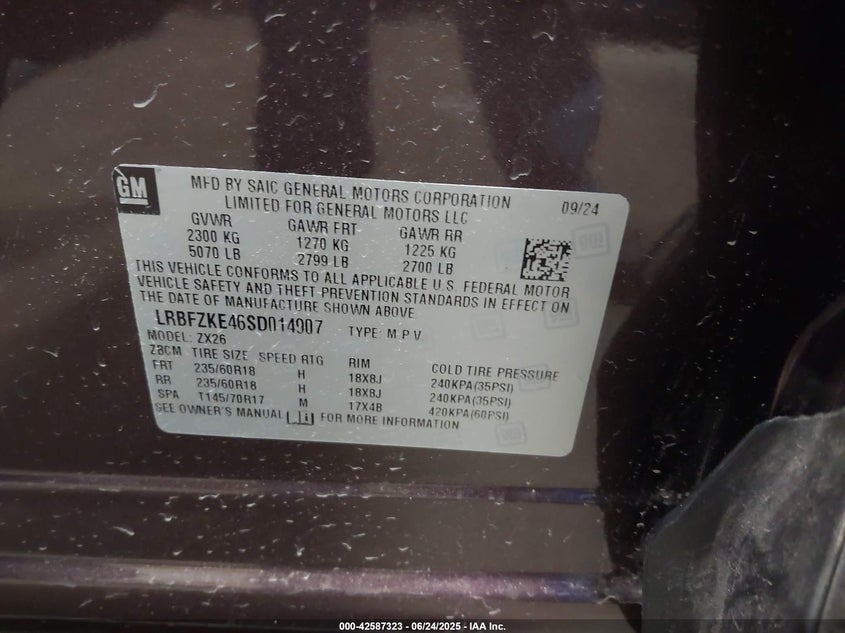 GM
MFD BY SAIC GENERAL MOTORS CORPORATION 09/24
LIMITED FOR GENERAL MOTORS LLC
GVWR GAWR FRT GAWR RR
2300 KG 1270 KG 1225 KG
5070 LB 2799 LB 2700 LB
THIS VEHICLE CONFORMS TO ALL APPLICABLE U.S. FEDERAL MOTOR
VEHICLE SAFETY AND THEFT PREVENTION STANDARDS IN EFFECT ON
THE DATE OF MANUFACTURE SHOWN ABOVE
LRBFZKE46SD014907 TYPE: M P V
MODEL: ZX26
Z3CM TIRE SIZE SPEED RTG RIM COLD TIRE PRESSURE
FRT 235/60R18 H 18X8J 240KPA(35PSI)
RR 235/60R18 H 18X8J 240KPA(35PSI)
SPA T145/70R17 M 17X4B 420KPA(60PSI)
SEE OWNER'S MANUAL FOR MORE INFORMATION
000-42587323 - 06/24/2025 - IAA Inc.